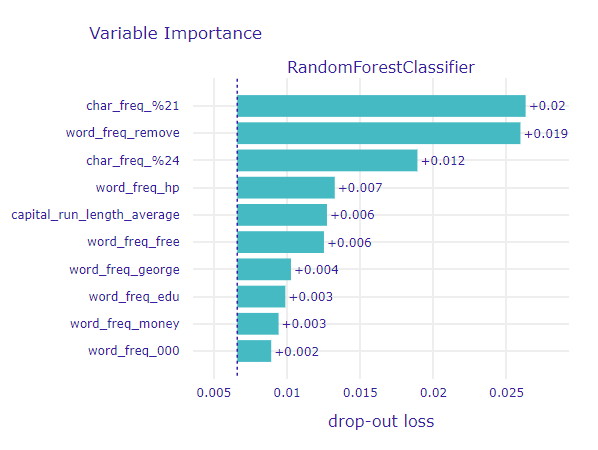 Variable Importance
RandomForestClassifier
char_freq_%21 +0.02
word_freq_remove +0.019
char_freq_%24 +0.012
word_freq_hp +0.007
capital_run_length_average +0.006
word_freq_free +0.006
word_freq_george +0.004
word_freq_edu +0.003
word_freq_money +0.003
word_freq_000 +0.002
0.005 0.01 0.015 0.02 0.025
drop-out loss